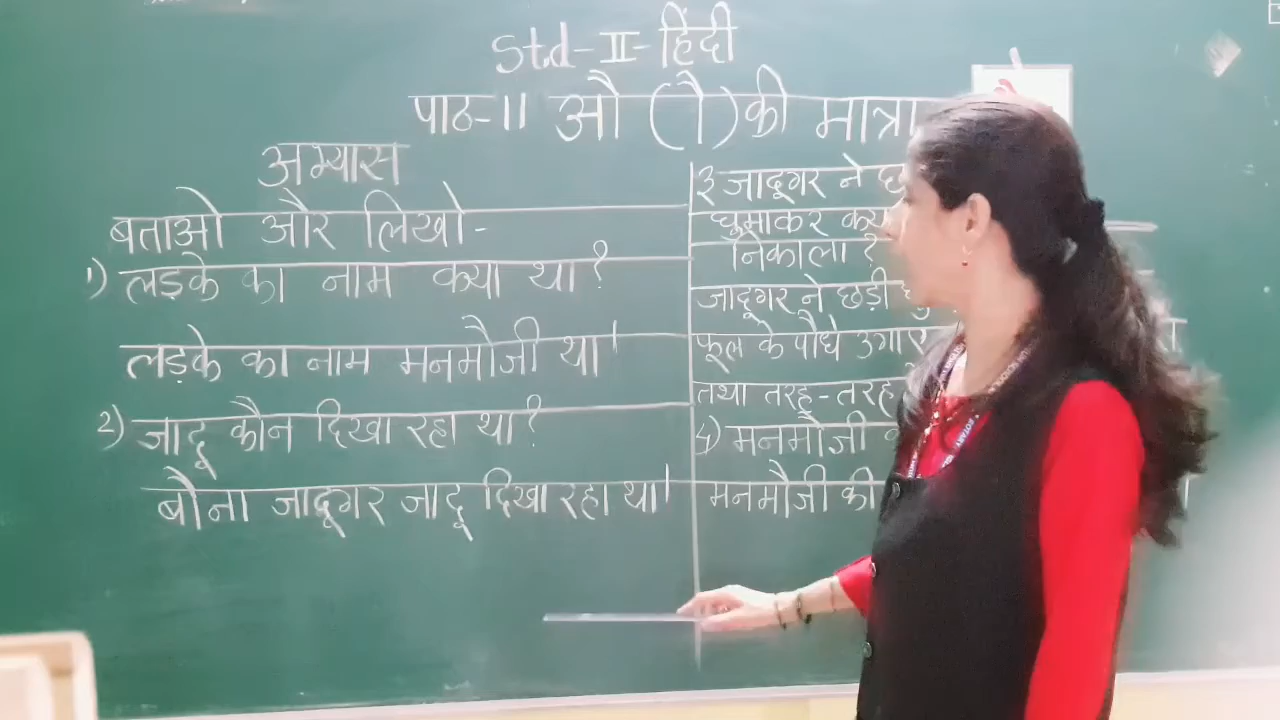 Std-II-हिंदी
पाठ-11 औ (ौ) की मात्रा
अभ्यास
बताओ और लिखो-
1) लड़के का नाम क्या था?
लड़के का नाम मनमौजी था।
2) जादू कौन दिखा रहा था?
बौना जादूगर जादू दिखा रहा था।
3 जादूगर ने
घुमाकर
निकाला?
जादूगर ने छड़ी
फूल के पौधे उगाए
तथा तरह-तरह
4) मनमौजी
मनमौजी की